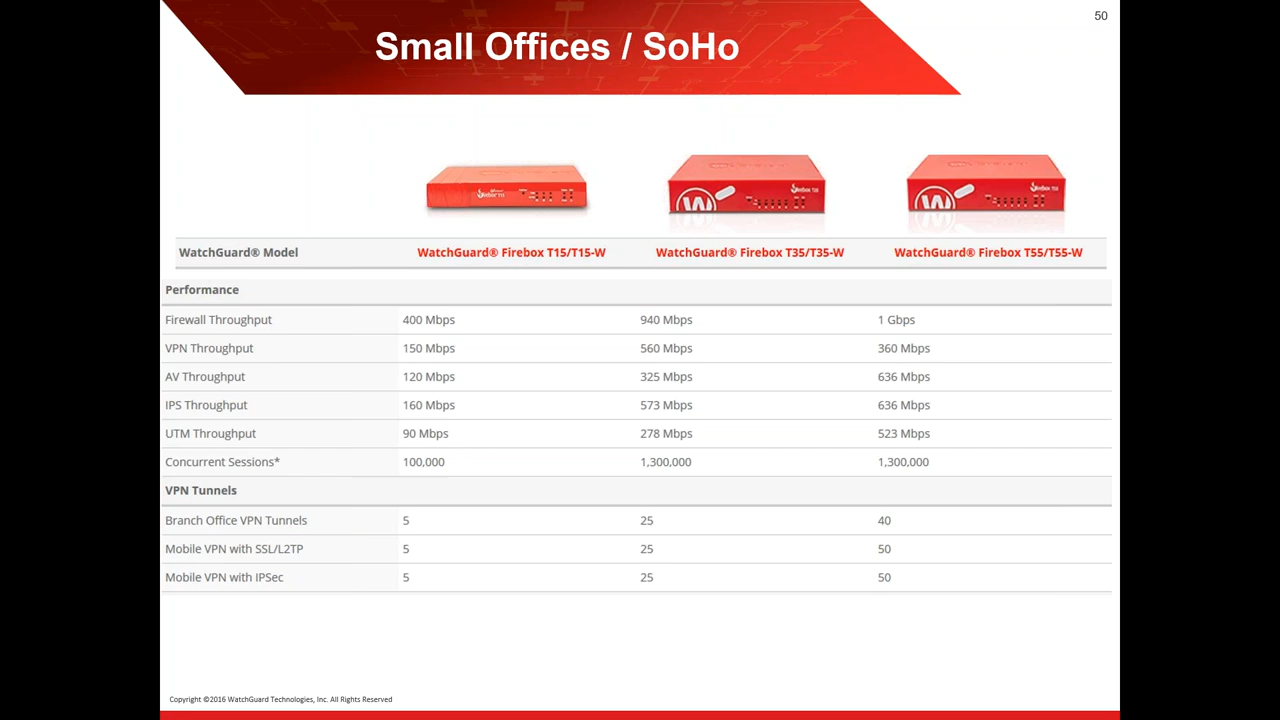 50
Small Offices / SoHo
WatchGuard® Model WatchGuard® Firebox T15/T15-W WatchGuard® Firebox T35/T35-W WatchGuard® Firebox T55/T55-W
Performance
Firewall Throughput 400 Mbps 940 Mbps 1 Gbps
VPN Throughput 150 Mbps 560 Mbps 360 Mbps
AV Throughput 120 Mbps 325 Mbps 636 Mbps
IPS Throughput 160 Mbps 573 Mbps 636 Mbps
UTM Throughput 90 Mbps 278 Mbps 523 Mbps
Concurrent Sessions* 100,000 1,300,000 1,300,000
VPN Tunnels
Branch Office VPN Tunnels 5 25 40
Mobile VPN with SSL/L2TP 5 25 50
Mobile VPN with IPSec 5 25 50
Copyright ©2016 WatchGuard Technologies, Inc. All Rights Reserved